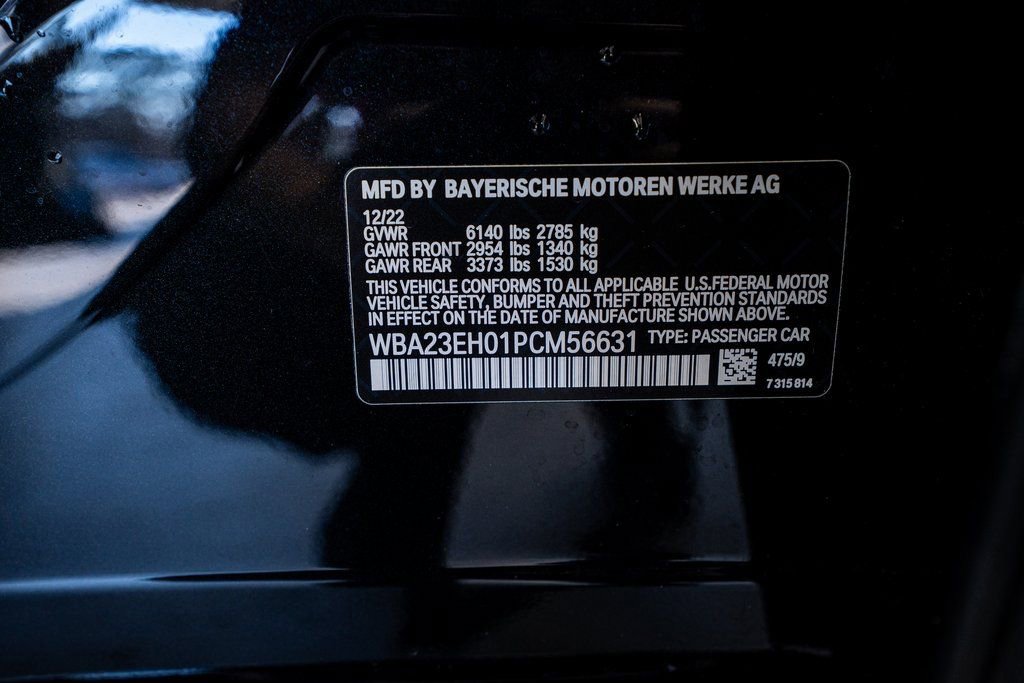 MFD BY BAYERISCHE MOTOREN WERKE AG
12/22
GVWR 6140 lbs 2785 kg
GAWR FRONT 2954 lbs 1340 kg
GAWR REAR 3373 lbs 1530 kg
THIS VEHICLE CONFORMS TO ALL APPLICABLE U.S.FEDERAL MOTOR
VEHICLE SAFETY, BUMPER AND THEFT PREVENTION STANDARDS
IN EFFECT ON THE DATE OF MANUFACTURE SHOWN ABOVE.
WBA23EH01PCM56631 TYPE: PASSENGER CAR
475/9
7 315 814